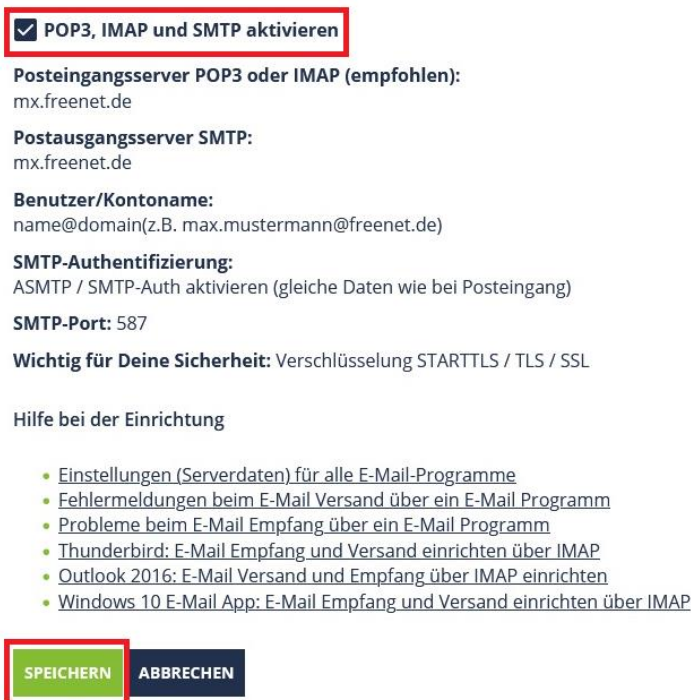 POP3, IMAP und SMTP aktivieren
Posteingangsserver POP3 oder IMAP (empfohlen):
mx.freenet.de
Postausgangsserver SMTP:
mx.freenet.de
Benutzer/Kontoname:
name@domain(z.B. max.mustermann@freenet.de)
SMTP-Authentifizierung:
ASMTP / SMTP-Auth aktivieren (gleiche Daten wie bei Posteingang)
SMTP-Port: 587
Wichtig für Deine Sicherheit: Verschlüsselung STARTTLS / TLS / SSL
Hilfe bei der Einrichtung
Einstellungen (Serverdaten) für alle E-Mail-Programme
Fehlermeldungen beim E-Mail Versand über ein E-Mail Programm
Probleme beim E-Mail Empfang über ein E-Mail Programm
Thunderbird: E-Mail Empfang und Versand einrichten über IMAP
Outlook 2016: E-Mail Versand und Empfang über IMAP einrichten
Windows 10 E-Mail App: E-Mail Empfang und Versand einrichten über IMAP
SPEICHERN ABBRECHEN